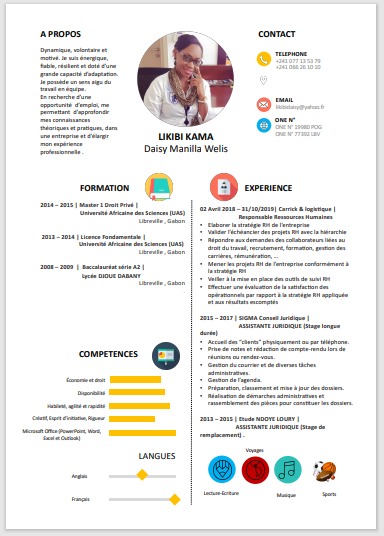 A PROPOS
Dynamique, volontaire et
motivé. Je suis énergique,
fiable, résilient et doté d'une
grande capacité d'adaptation.
Je possède un sens aigu du
travail en équipe.
En recherche d'une
opportunité d'emploi, me
permettant d'approfondir
mes connaissances
théoriques et pratiques, dans
une entreprise et d'élargir
mon expérience
professionnelle .
LIKIBI KAMA
Daisy Manilla Welis
CONTACT
TELEPHONE
+241 077 13 53 79
+241 066 26 10 10
EMAIL
likibidaisy@yahoo.fr
ONE N°
ONE N° 19980 POG
ONE N° 77392 LBV
FORMATION
2014 – 2015 | Master 1 Droit Privé |
Université Africaine des Sciences (UAS)
Libreville , Gabon
2013 – 2014 | Licence Fondamentale |
Université Africaine des Sciences (UAS)
Libreville , Gabon
2008 – 2009 | Baccalauréat série A2 |
Lycée DJOUE DABANY
Libreville , Gabon
COMPETENCES
Économie et droit
Disponibilité
Habileté, agilité et rapidité
Créatif, Esprit d'initiative, Rigueur
Microsoft Office (PowerPoint, Word,
Excel et Outlook)
LANGUES
Anglais
Français
EXPERIENCE
02 Avril 2018 – 31/10/2019| Carrick & logistique |
Responsable Ressources Humaines
• Elaborer la stratégie RH de l'entreprise
• Valider l'échéancier des projets RH avec la hiérarchie
• Répondre aux demandes des collaborateurs liées au
droit du travail, recrutement, formation, gestion des
carrières, rémunération, ...
• Mener les projets RH de l'entreprise conformément à
la stratégie RH
• Veiller à la mise en place des outils de suivi RH
• Effectuer une évaluation de la satisfaction des
opérationnels par rapport à la stratégie RH appliquée
et aux résultats escomptés
2015 – 2017 | SIGMA Conseil Juridique |
ASSISTANTE JURIDIQUE (Stage longue
durée)
• Accueil des "clients" physiquement ou par téléphone.
• Prise de notes et rédaction de compte-rendu lors de
réunions ou rendez-vous.
• Gestion du courrier et de diverses tâches
administratives.
• Gestion de l'agenda.
• Préparation, classement et mise à jour des dossiers.
• Réalisation de démarches administratives et
rassemblement des pièces pour constituer les dossiers.
2013 – 2015 | Etude NDOYE LOURY |
ASSISTANTE JURIDIQUE (Stage de
remplacement) .
Voyages
Lecture-Ecriture
Musique
Sports